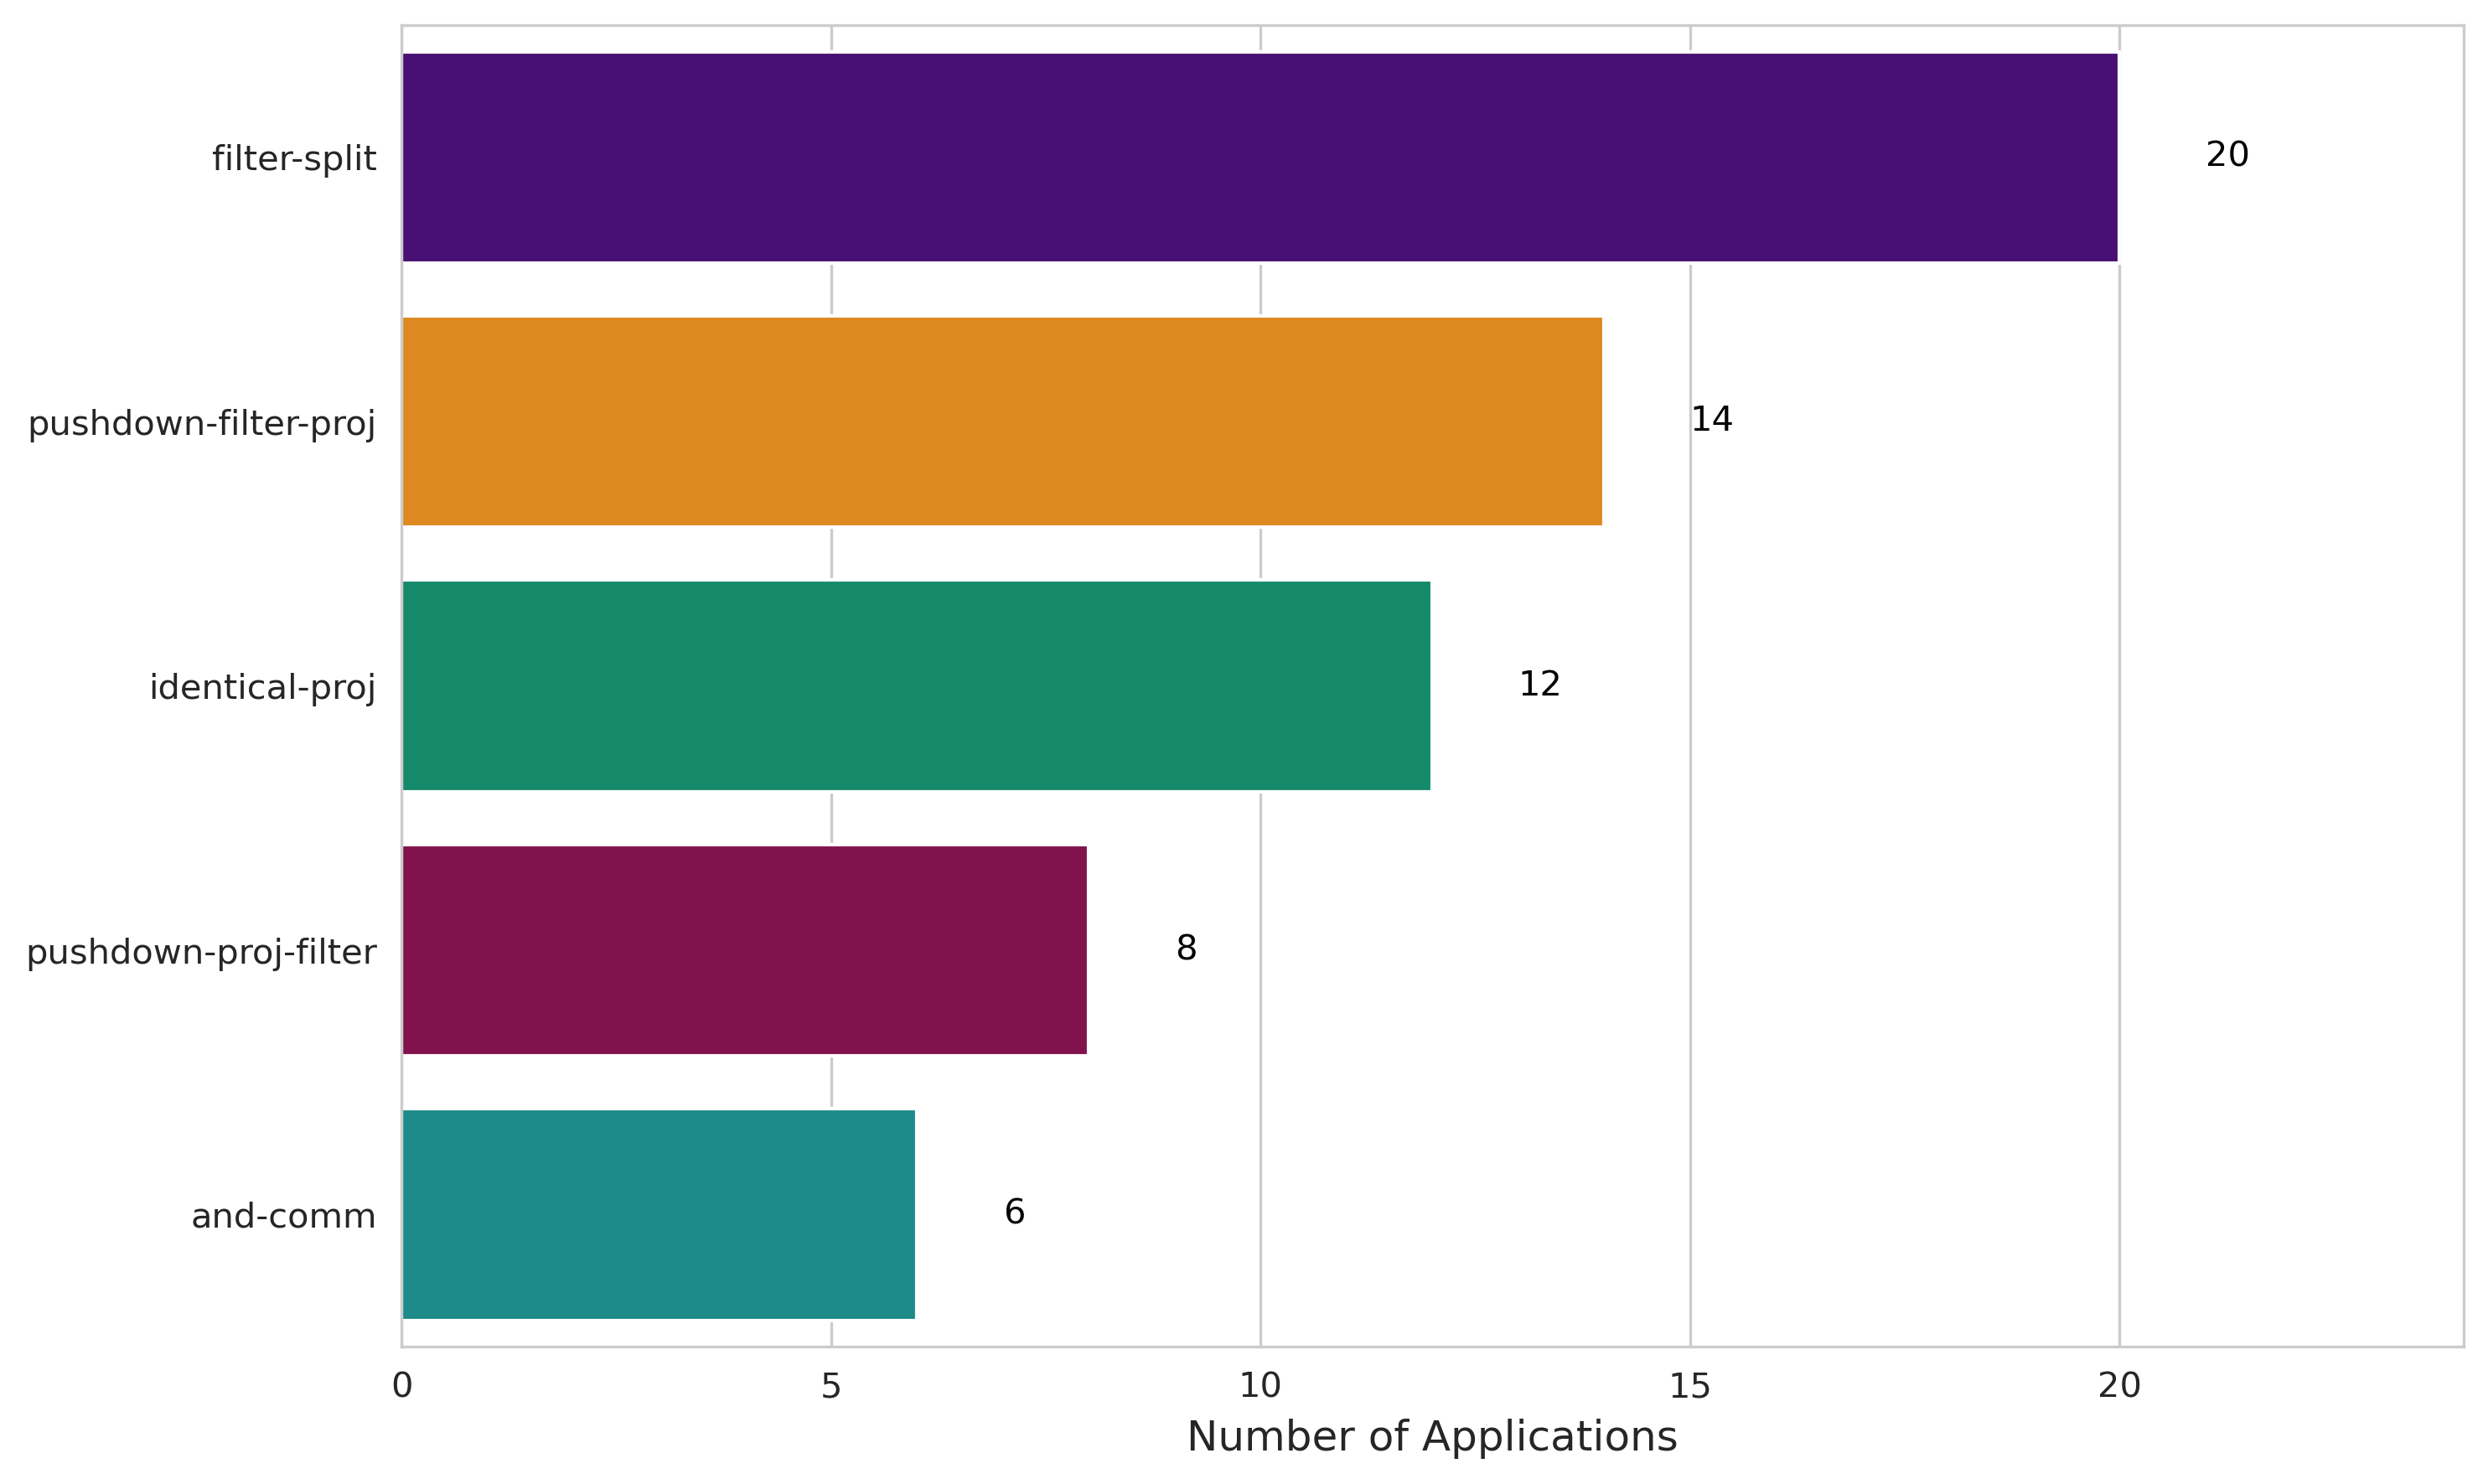 filter-split
20
pushdown-filter-proj
14
identical-proj
12
pushdown-proj-filter
8
and-comm
6
0 5 10 15 20
Number of Applications